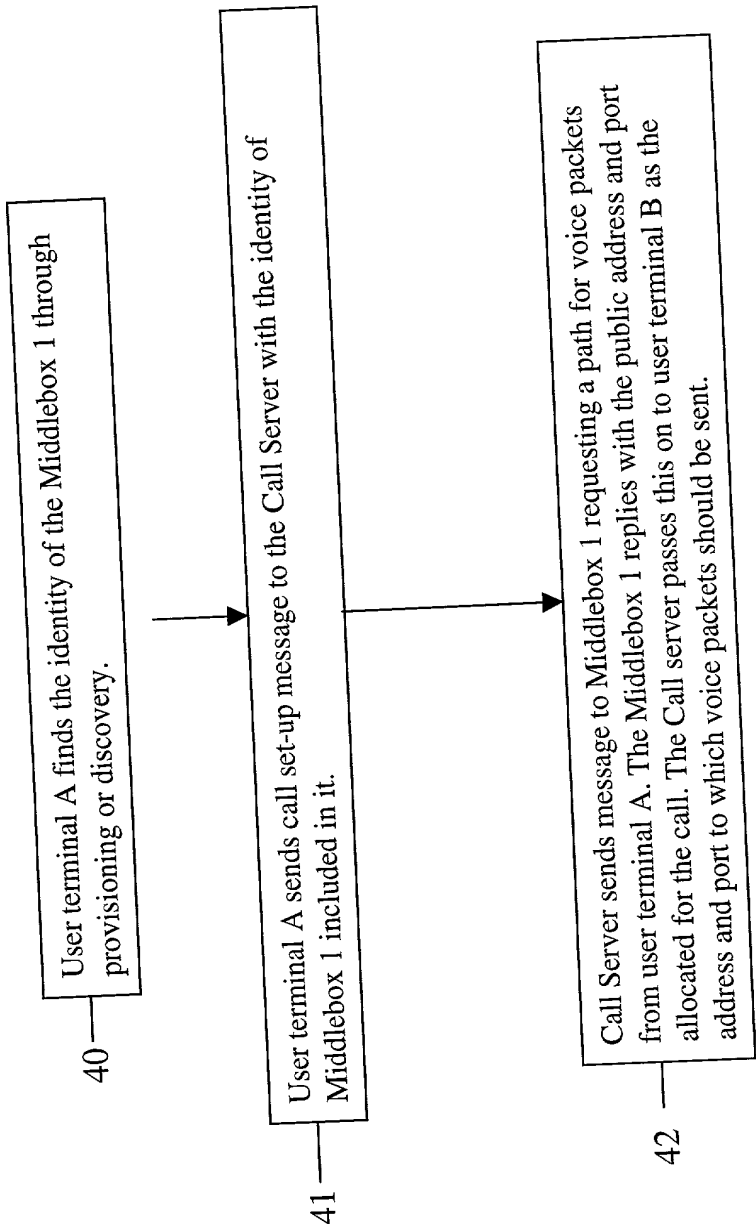 40
User terminal A finds the identity of the Middlebox 1 through
provisioning or discovery.
41
User terminal A sends call set-up message to the Call Server with the identity of
Middlebox 1 included in it.
42
Call Server sends message to Middlebox 1 requesting a path for voice packets
from user terminal A. The Middlebox 1 replies with the public address and port
allocated for the call. The Call server passes this on to user terminal B as the
address and port to which voice packets should be sent.